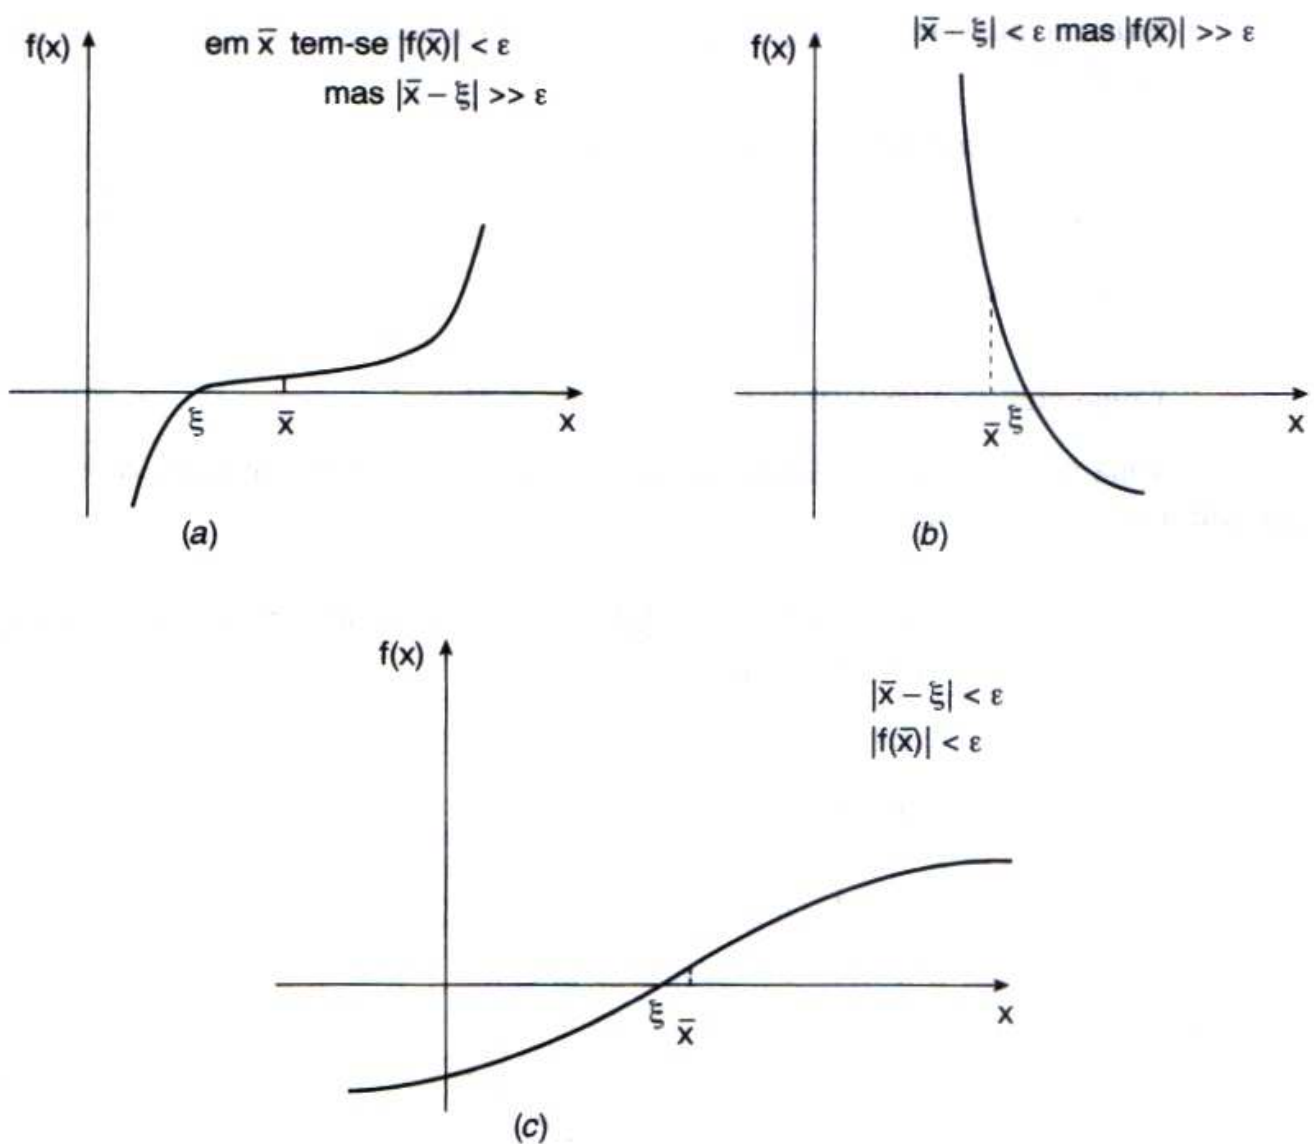 f(x)
em x̅ tem-se |f(x̅)| < ε
mas |x̅ – ξ| >> ε
ξ
x̅
x
(a)
|x̅ – ξ| < ε mas |f(x̅)| >> ε
f(x)
x̅
ξ
x
(b)
f(x)
|x̅ – ξ| < ε
|f(x̅)| < ε
ξ
x̅
x
(c)